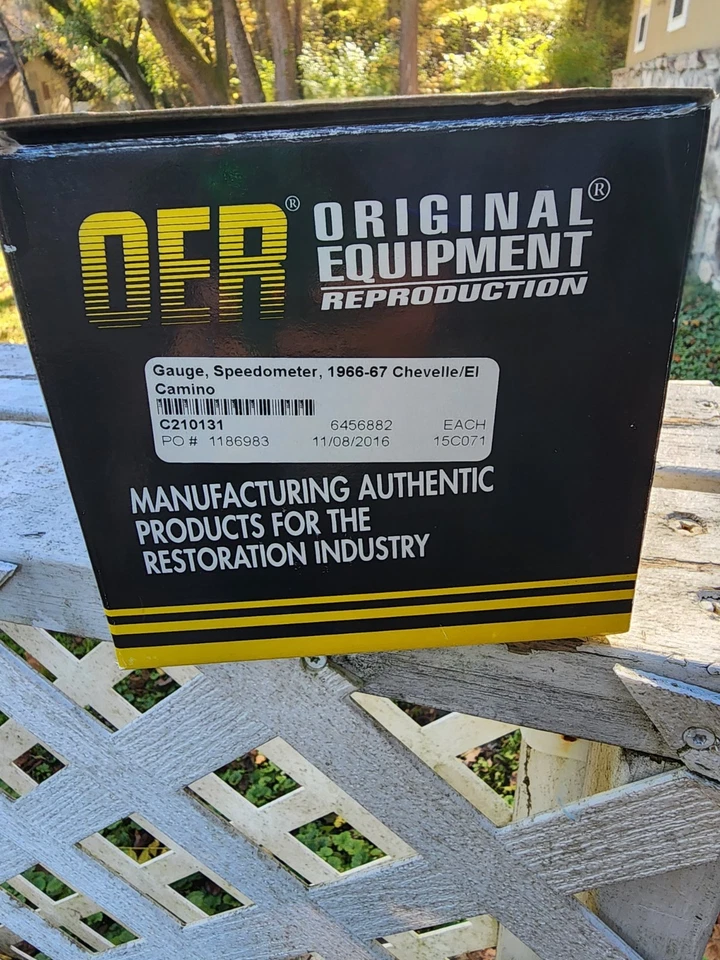 OER® ORIGINAL®
EQUIPMENT
REPRODUCTION
Gauge, Speedometer, 1966-67 Chevelle/El
Camino
C210131 6456882 EACH
PO # 1186983 11/08/2016 15C071
MANUFACTURING AUTHENTIC
PRODUCTS FOR THE
RESTORATION INDUSTRY